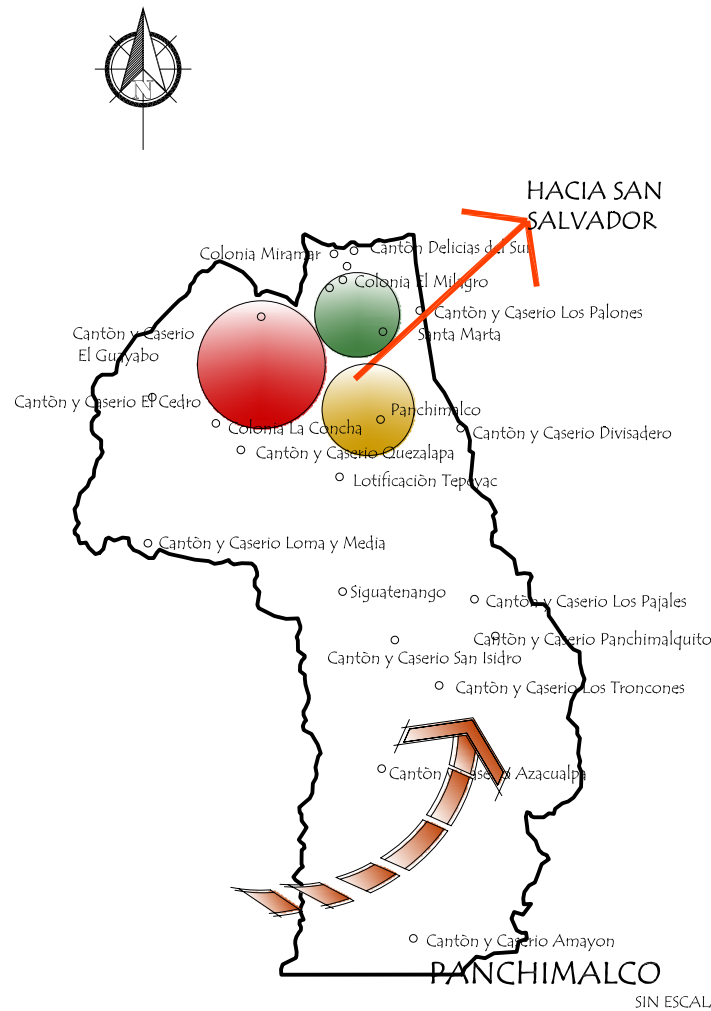 N
HACIA SAN
SALVADOR
Colonia Miramar
Cantòn Delicias del Sur
Colonia El Milagro
Cantòn y Caserio Los Palones
Cantòn y Caserio
El Guayabo
Santa Marta
Cantòn y Caserio El Cedro
Panchimalco
Colonia La Concha
Cantòn y Caserio Divisadero
Cantòn y Caserio Quezalapa
Lotificaciòn Tepeyac
Cantòn y Caserio Loma y Media
Siguatenango
Cantòn y Caserio Los Pajales
Cantòn y Caserio Panchimalquito
Cantòn y Caserio San Isidro
Cantòn y Caserio Los Troncones
Cantòn y Caserio Azacualpa
Cantòn y Caserio Amayon
PANCHIMALCO
SIN ESCAL